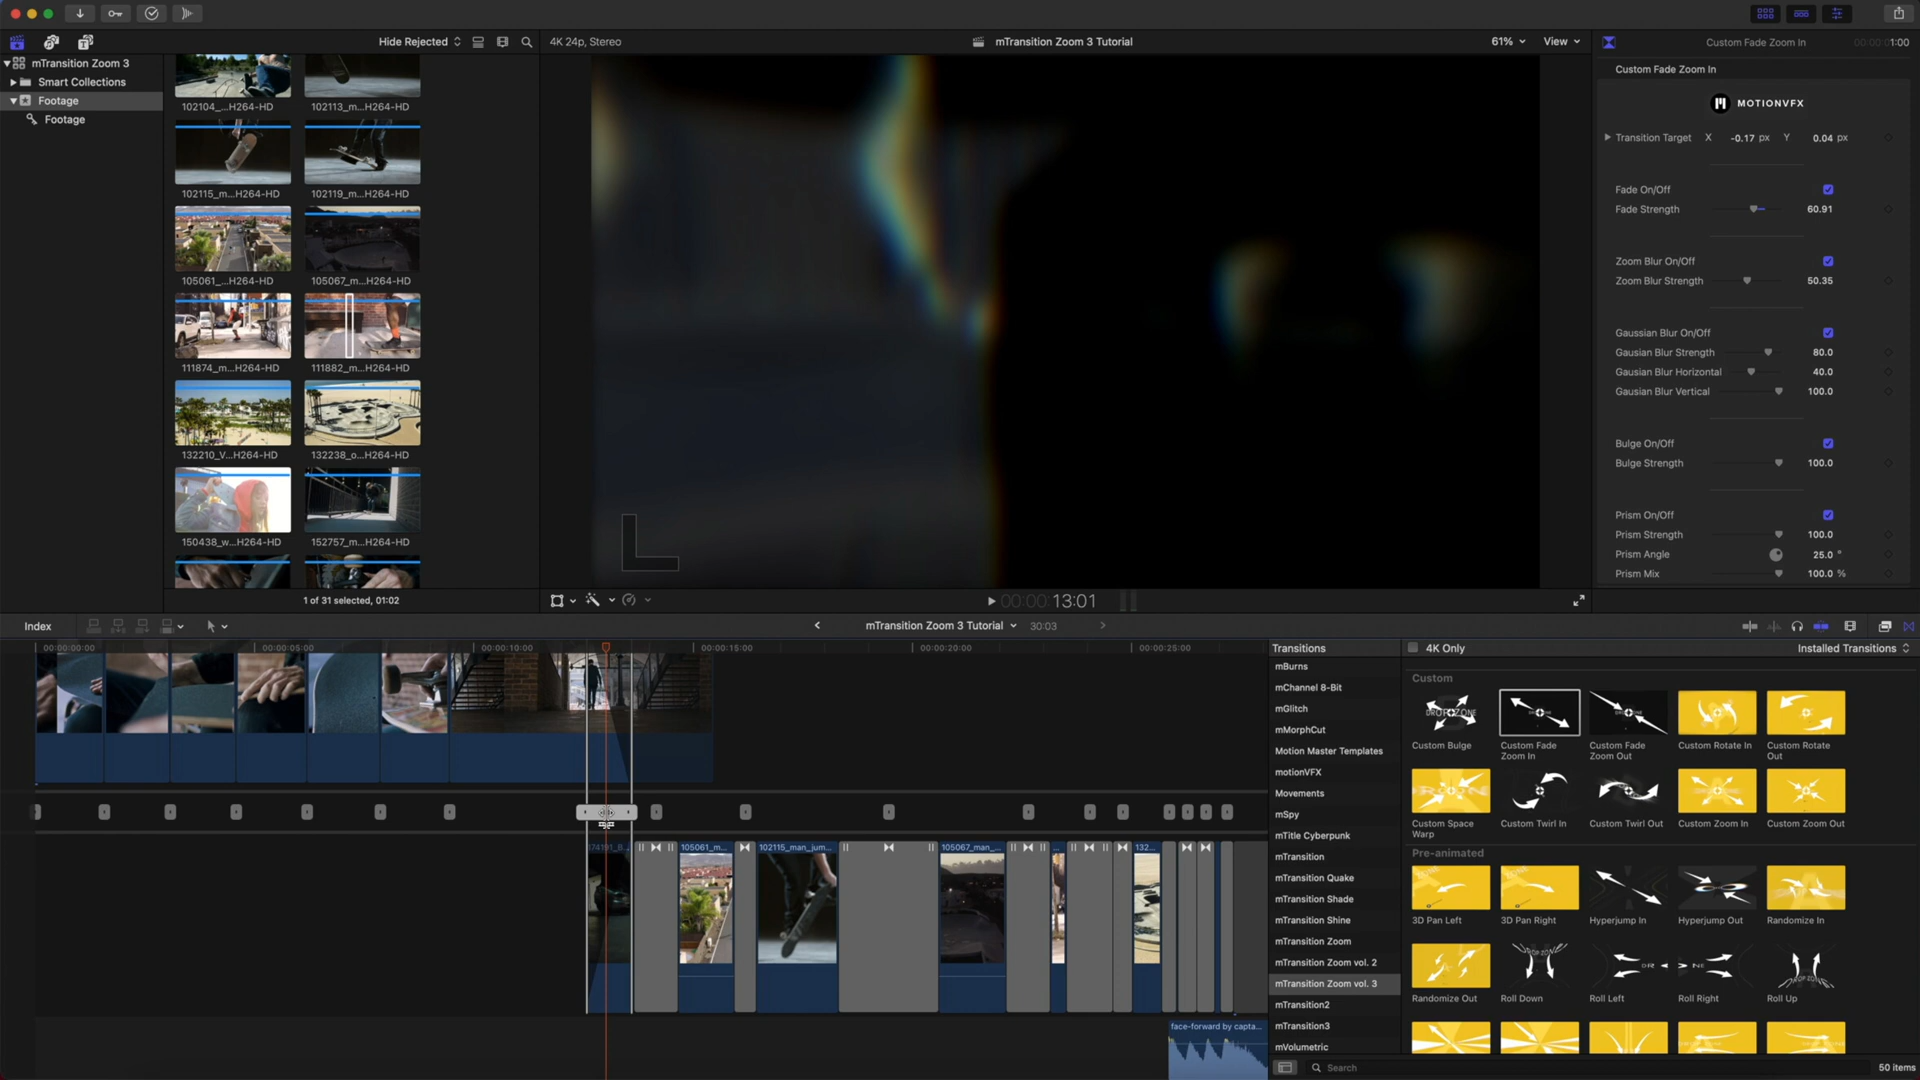 Hide Rejected
4K 24p, Stereo
mTransition Zoom 3 Tutorial
61%
View
Custom Fade Zoom In
00:00:01:00
mTransition Zoom 3
Smart Collections
Footage
Footage
102104_...H264-HD
102113_m...H264-HD
102115_m...H264-HD
102119_m...H264-HD
105061_...H264-HD
105067_m...H264-HD
111874_m...H264-HD
111882_m...H264-HD
132210_V...H264-HD
132238_o...H264-HD
150438_w...H264-HD
152757_m...H264-HD
1 of 31 selected, 01:02
00:00:00:13:01
Custom Fade Zoom In
MOTIONVFX
Transition Target X -0.17 px Y 0.04 px
Fade On/Off
Fade Strength 60.91
Zoom Blur On/Off
Zoom Blur Strength 50.35
Gaussian Blur On/Off
Gausian Blur Strength 80.0
Gausian Blur Horizontal 40.0
Gausian Blur Vertical 100.0
Bulge On/Off
Bulge Strength 100.0
Prism On/Off
Prism Strength 100.0
Prism Angle 25.0 °
Prism Mix 100.0 %
Index
mTransition Zoom 3 Tutorial
30:03
00:00:00:00
00:00:05:00
00:00:10:00
00:00:15:00
00:00:20:00
00:00:25:00
105061_m...
102115_man_jum...
105067_man_...
...
132...
face-forward by capta...
Transitions
mBurns
mChannel 8-Bit
mGlitch
mMorphCut
Motion Master Templates
motionVFX
Movements
mSpy
mTitle Cyberpunk
mTransition
mTransition Quake
mTransition Shade
mTransition Shine
mTransition Zoom
mTransition Zoom vol. 2
mTransition Zoom vol. 3
mTransition2
mTransition3
mVolumetric
4K Only
Installed Transitions
Custom
DROP ZONE
Custom Bulge
Custom Fade
Zoom In
Custom Fade
Zoom Out
Custom Rotate In
Custom Rotate
Out
Custom Space
Warp
Custom Twirl In
Custom Twirl Out
Custom Zoom In
Custom Zoom Out
Pre-animated
3D Pan Left
3D Pan Right
Hyperjump In
Hyperjump Out
Randomize In
Randomize Out
Roll Down
Roll Left
Roll Right
Roll Up
Search
50 items